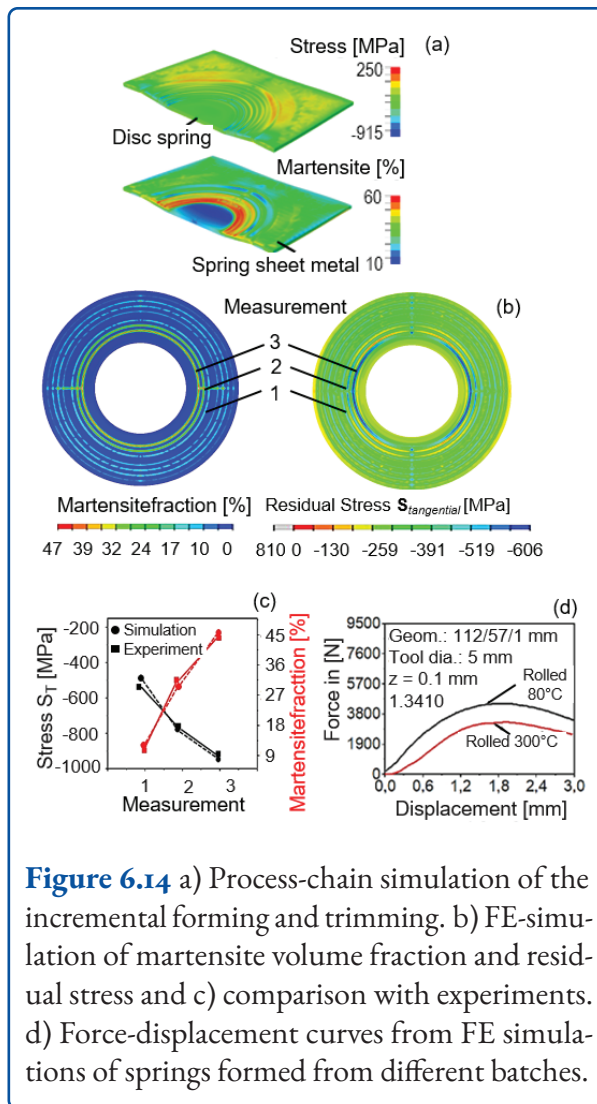 Stress [MPa] (a)
250
-915
Disc spring
Martensite [%]
60
10
Spring sheet metal
Measurement (b)
3
2
1
Martensitefraction [%]
47 39 32 24 17 10 0
Residual Stress S tangential [MPa]
810 0 -130 -259 -391 -519 -606
(c)
Simulation
Experiment
Stress S_T [MPa]
-200
-400
-600
-800
-1000
1 2 3
Measurement
45
36
27
18
9
Martensitefracttion [%]
(d)
Force in [N]
9500
7600
5700
3800
1900
0
Geom.: 112/57/1 mm
Tool dia.: 5 mm
z = 0.1 mm
1.3410
Rolled
80°C
Rolled 300°C
0,0 0,6 1,2 1,8 2,4 3,0
Displacement [mm]
Figure 6.14 a) Process-chain simulation of the
incremental forming and trimming. b) FE-simu-
lation of martensite volume fraction and resid-
ual stress and c) comparison with experiments.
d) Force-displacement curves from FE simula-
tions of springs formed from different batches.